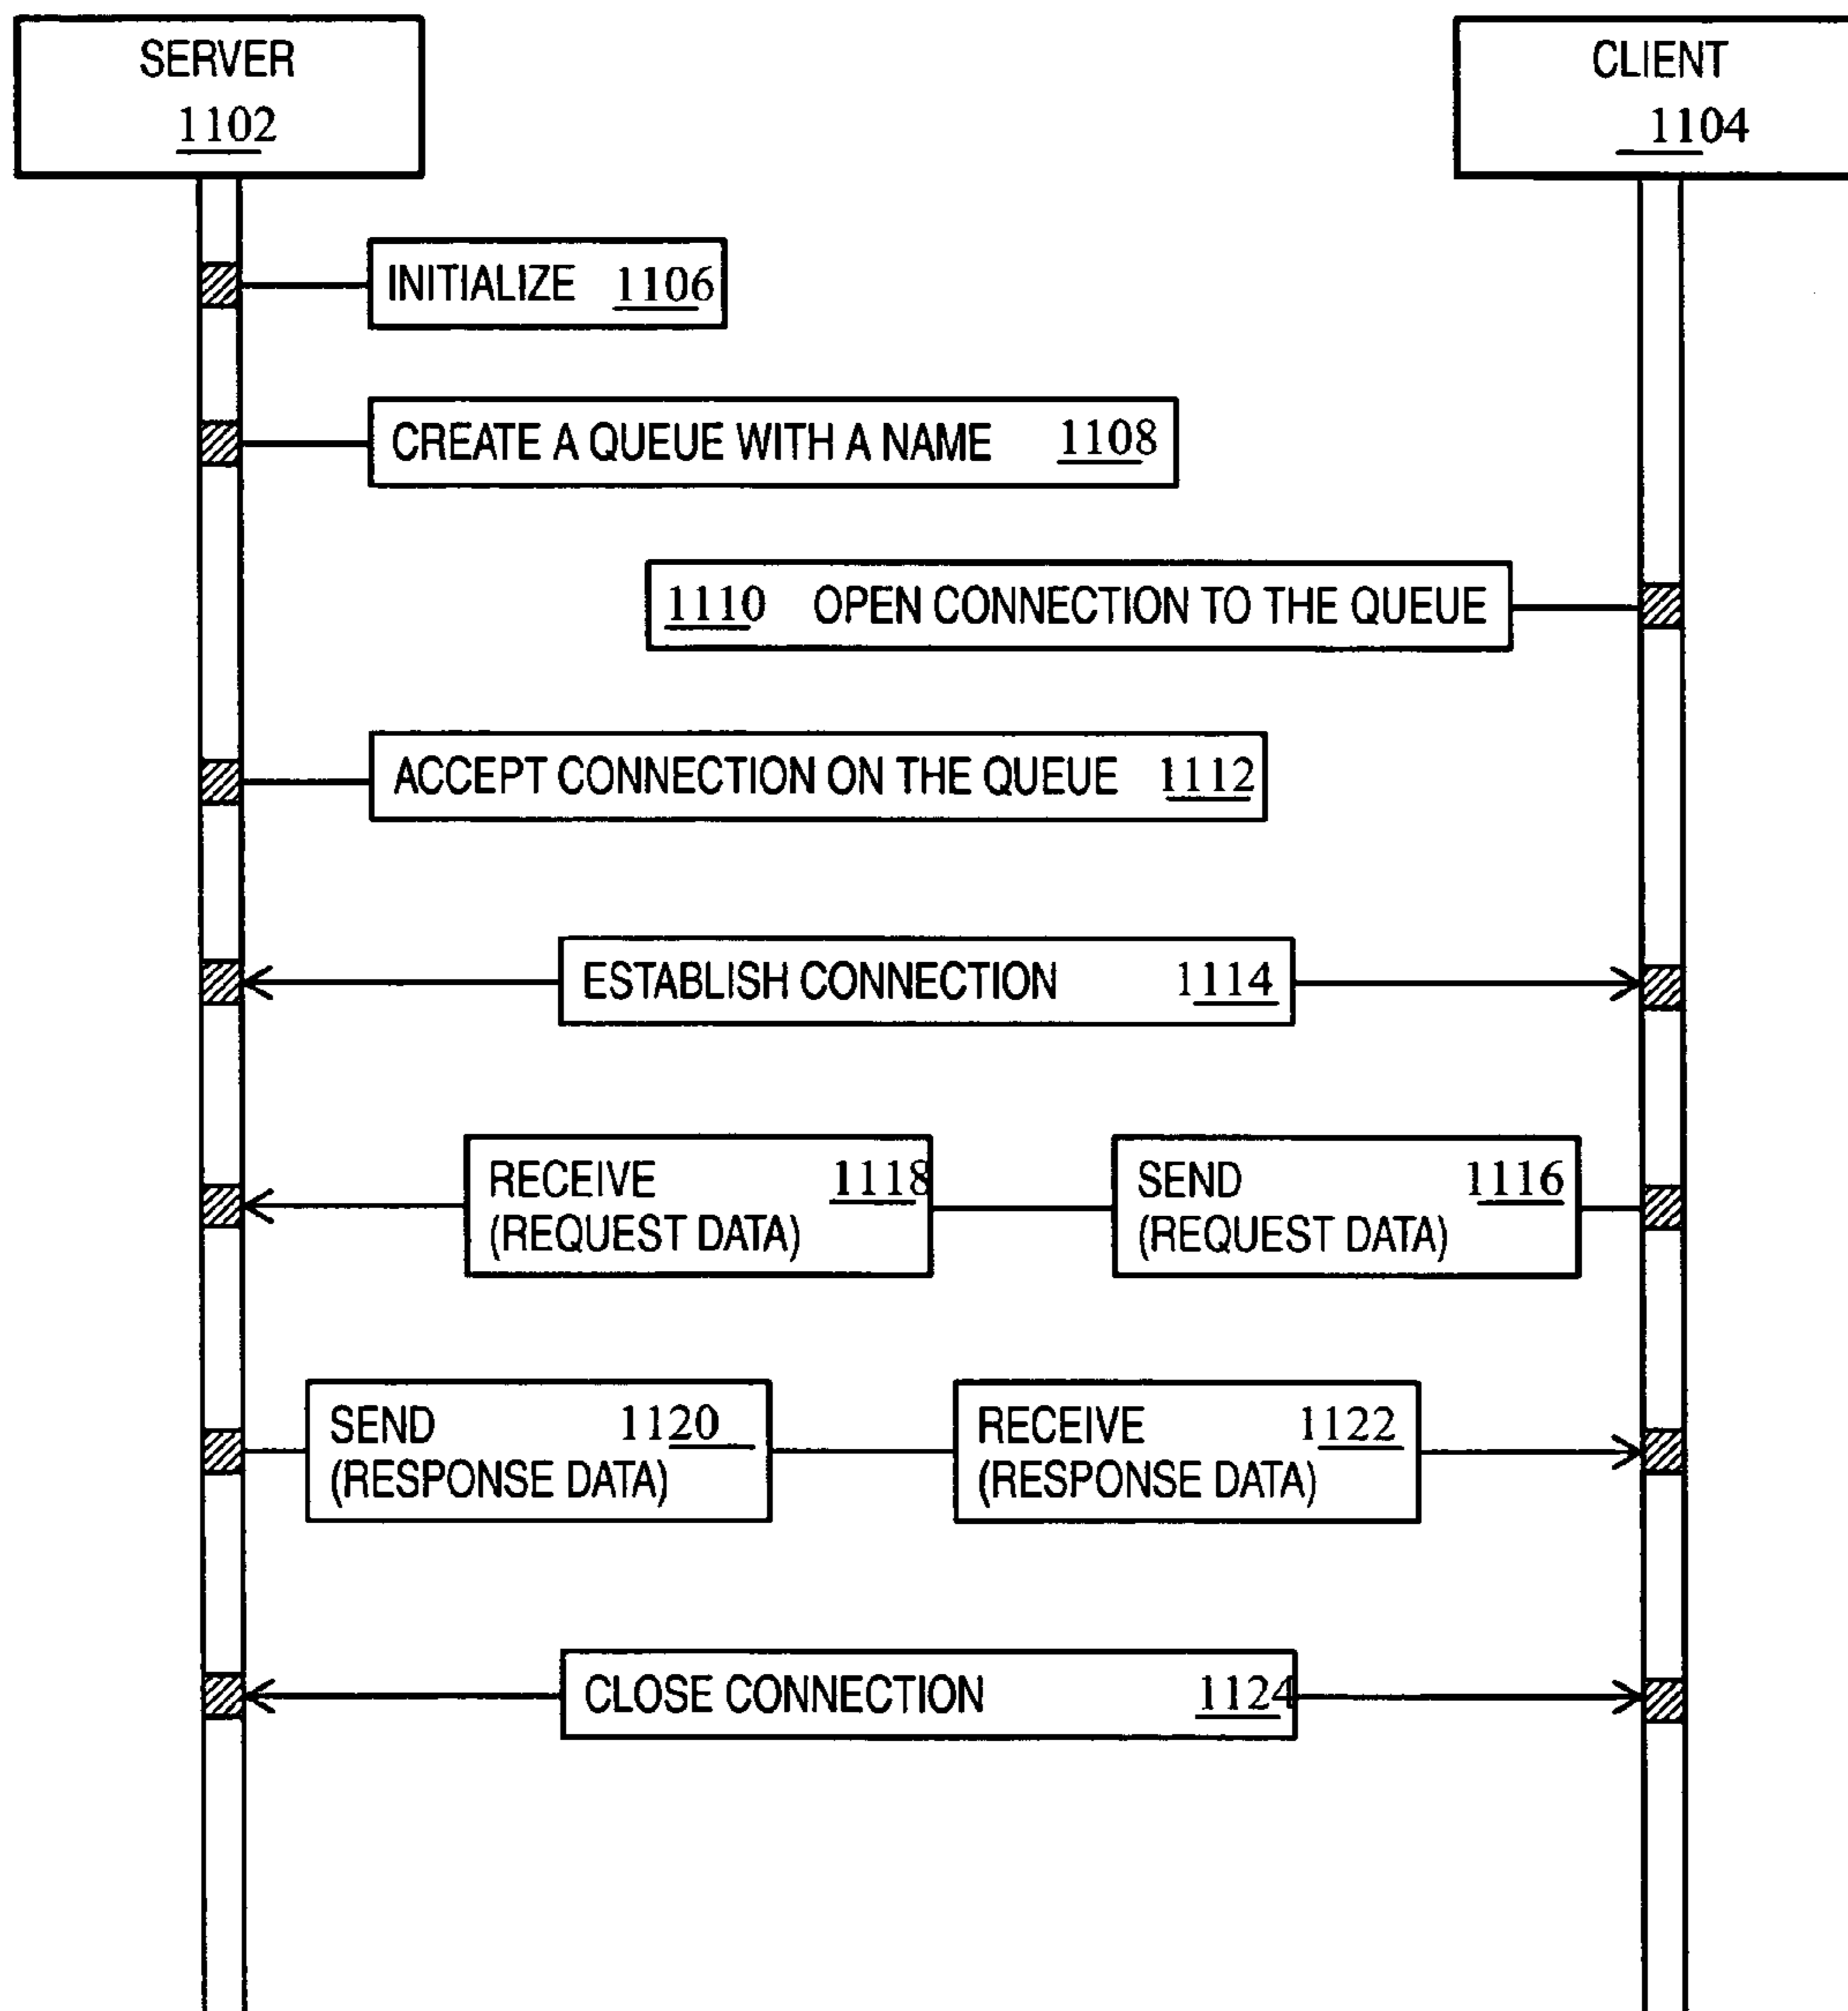 SERVER
1102
CLIENT
1104
INITIALIZE 1106
CREATE A QUEUE WITH A NAME 1108
1110 OPEN CONNECTION TO THE QUEUE
ACCEPT CONNECTION ON THE QUEUE 1112
ESTABLISH CONNECTION 1114
RECEIVE 1118
(REQUEST DATA)
SEND 1116
(REQUEST DATA)
SEND 1120
(RESPONSE DATA)
RECEIVE 1122
(RESPONSE DATA)
CLOSE CONNECTION 1124